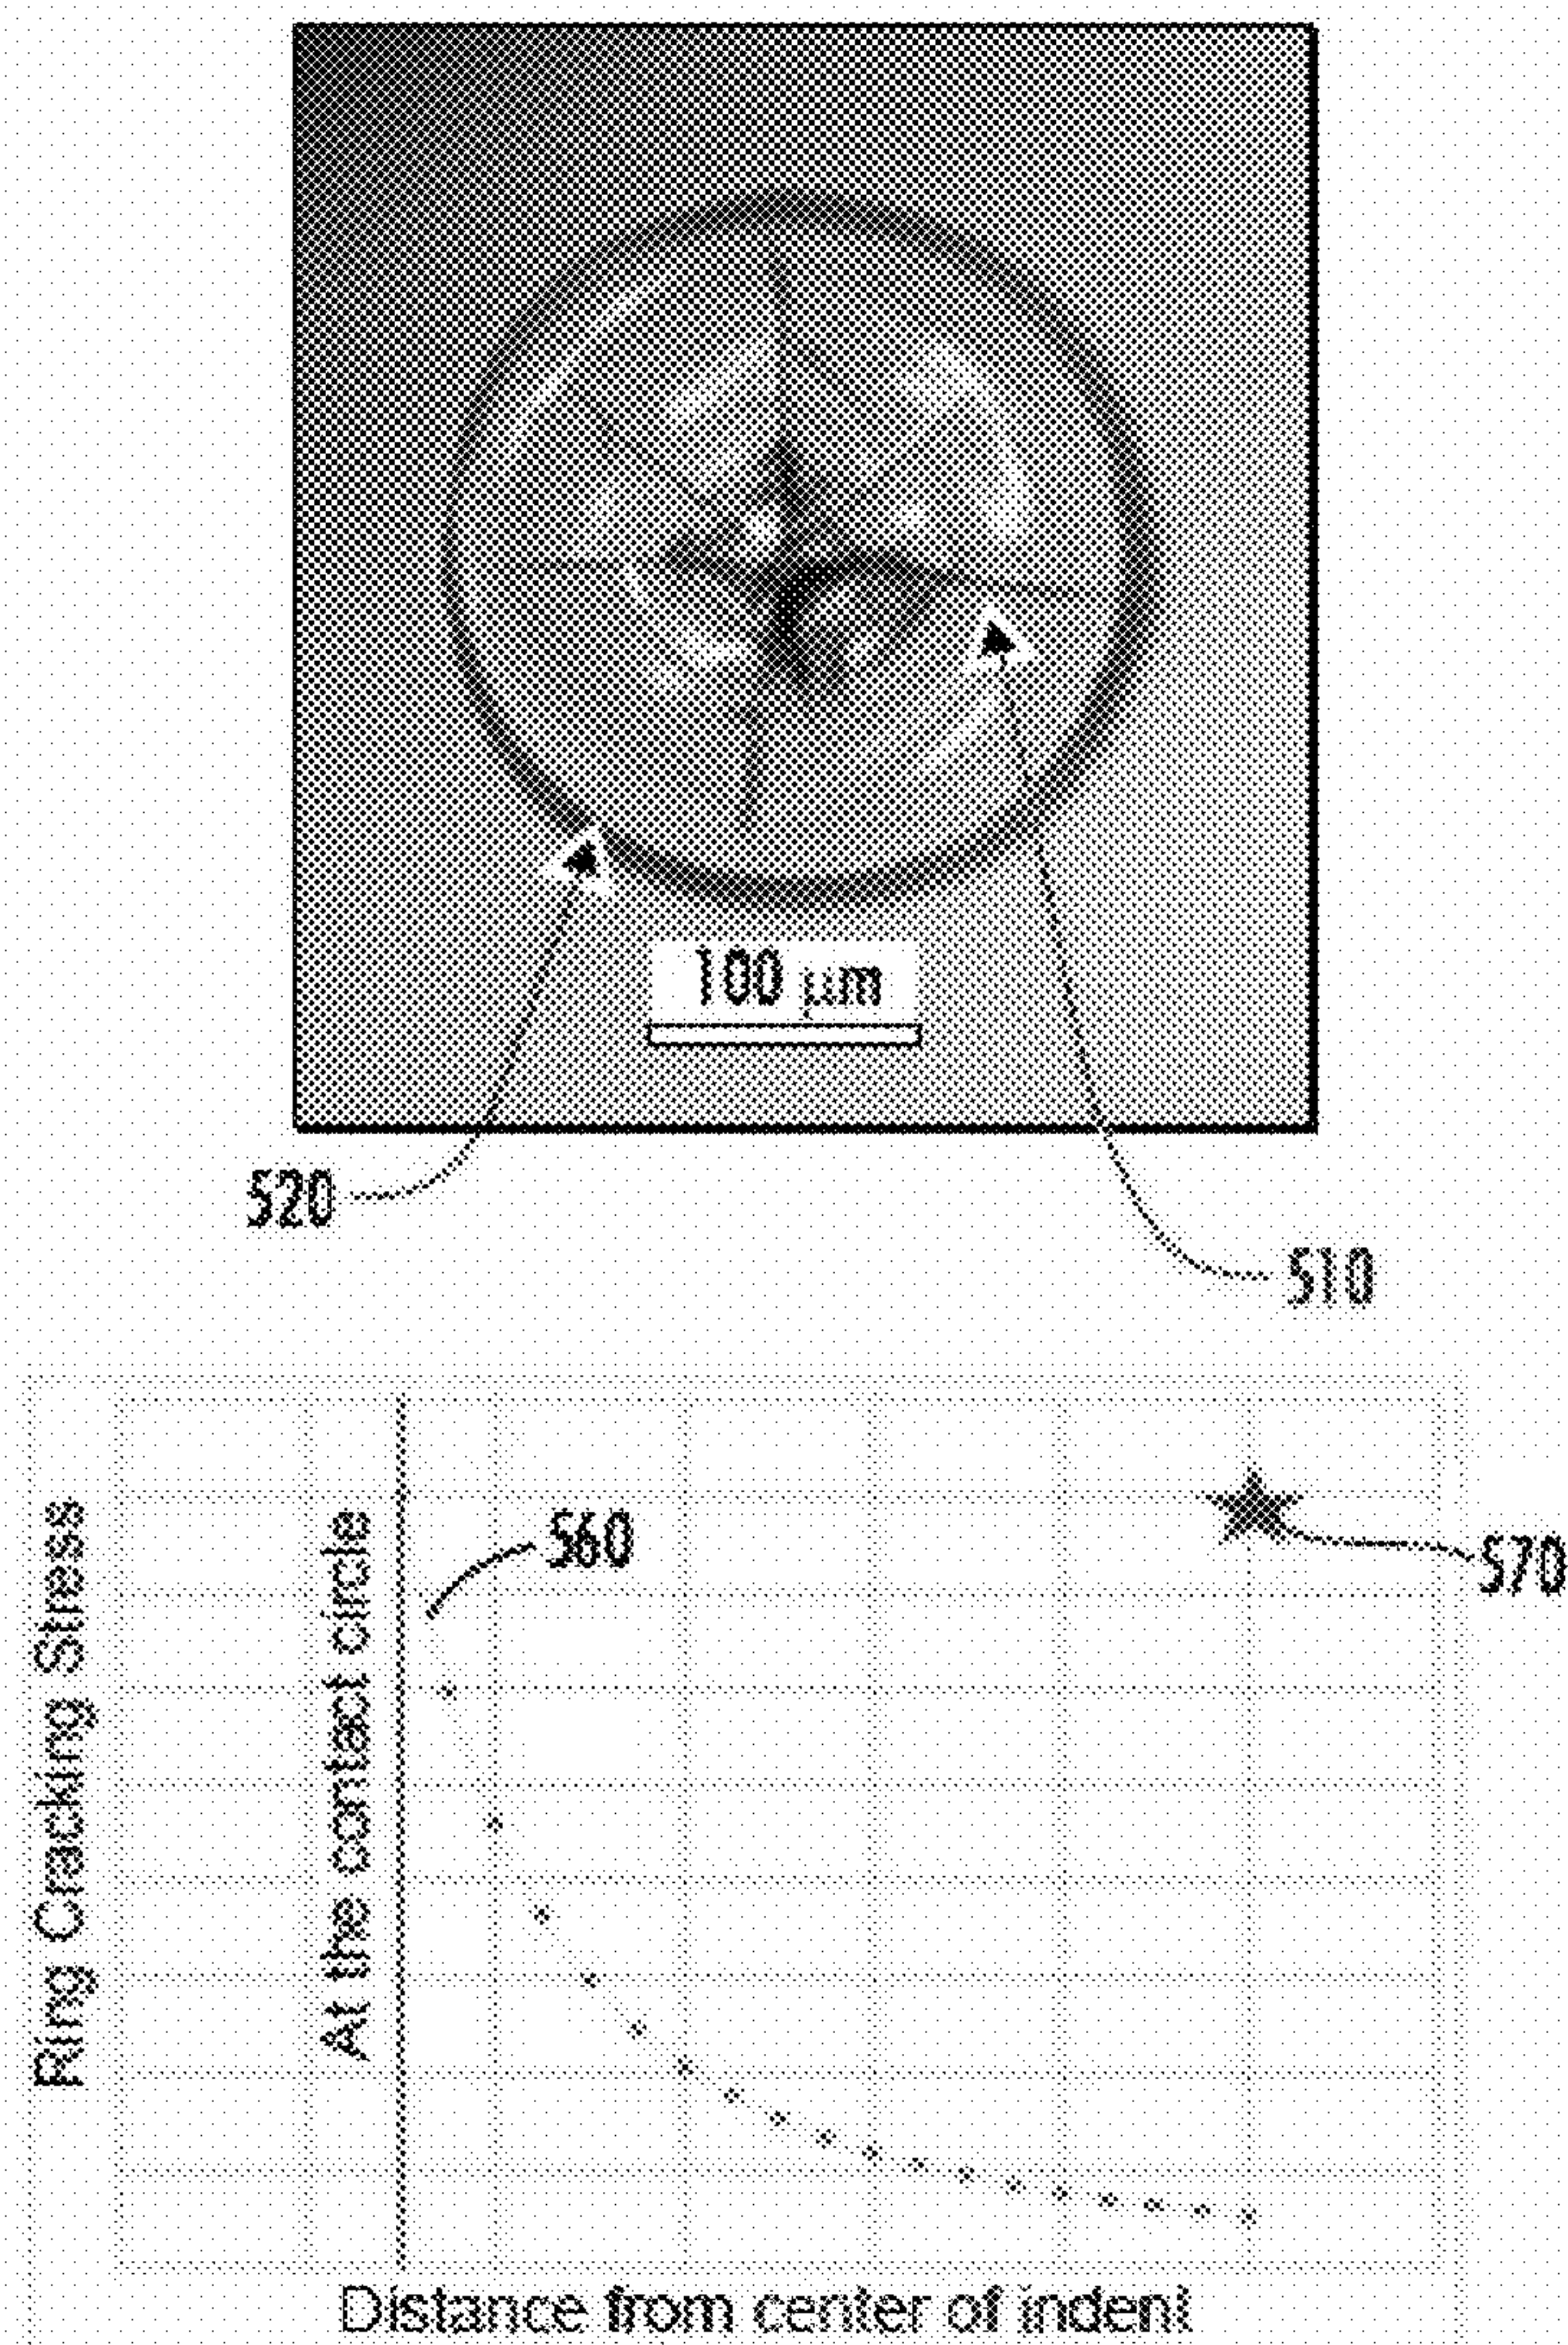 100 μm
520
510
Ring Cracking Stress
At the contact circle
560
570
Distance from center of indent